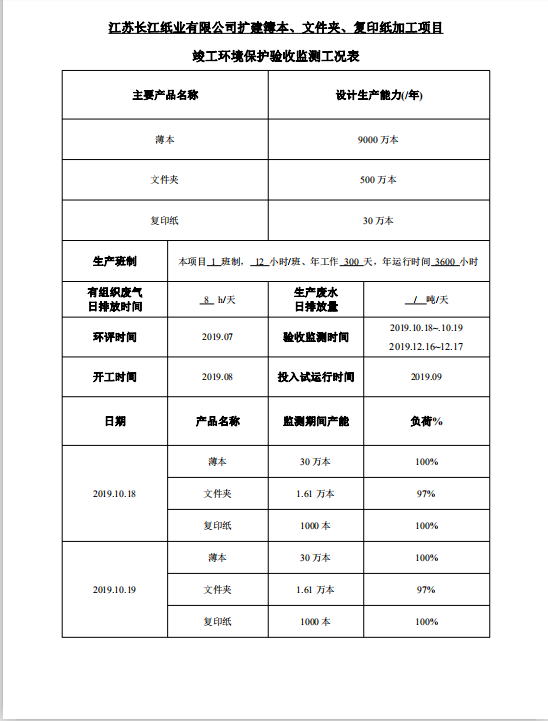 江苏长江纸业有限公司扩建簿本、文件夹、复印纸加工项目
竣工环境保护验收监测工况表
主要产品名称 设计生产能力(/年)
薄本 9000 万本
文件夹 500 万本
复印纸 30 万本
生产班制 本项目 1 班制, 12 小时/班、年工作 300 天，年运行时间 3600 小时
有组织废气
日排放时间
8 h/天
生产废水
日排放量
/ 吨/天
环评时间 2019.07 验收监测时间
2019.10.18~.10.19
2019.12.16~12.17
开工时间 2019.08 投入试运行时间 2019.09
日期 产品名称 监测期间产能 负荷%
2019.10.18
薄本 30 万本 100%
文件夹 1.61 万本 97%
复印纸 1000 本 100%
2019.10.19
薄本 30 万本 100%
文件夹 1.61 万本 97%
复印纸 1000 本 100%